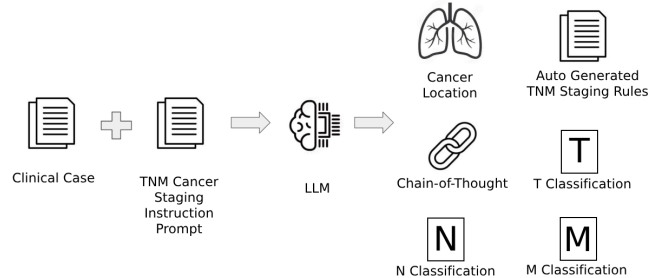 Clinical Case
TNM Cancer
Staging
Instruction
Prompt
LLM
Cancer
Location
Auto Generated
TNM Staging Rules
Chain-of-Thought
T
T Classification
N
N Classification
M
M Classification